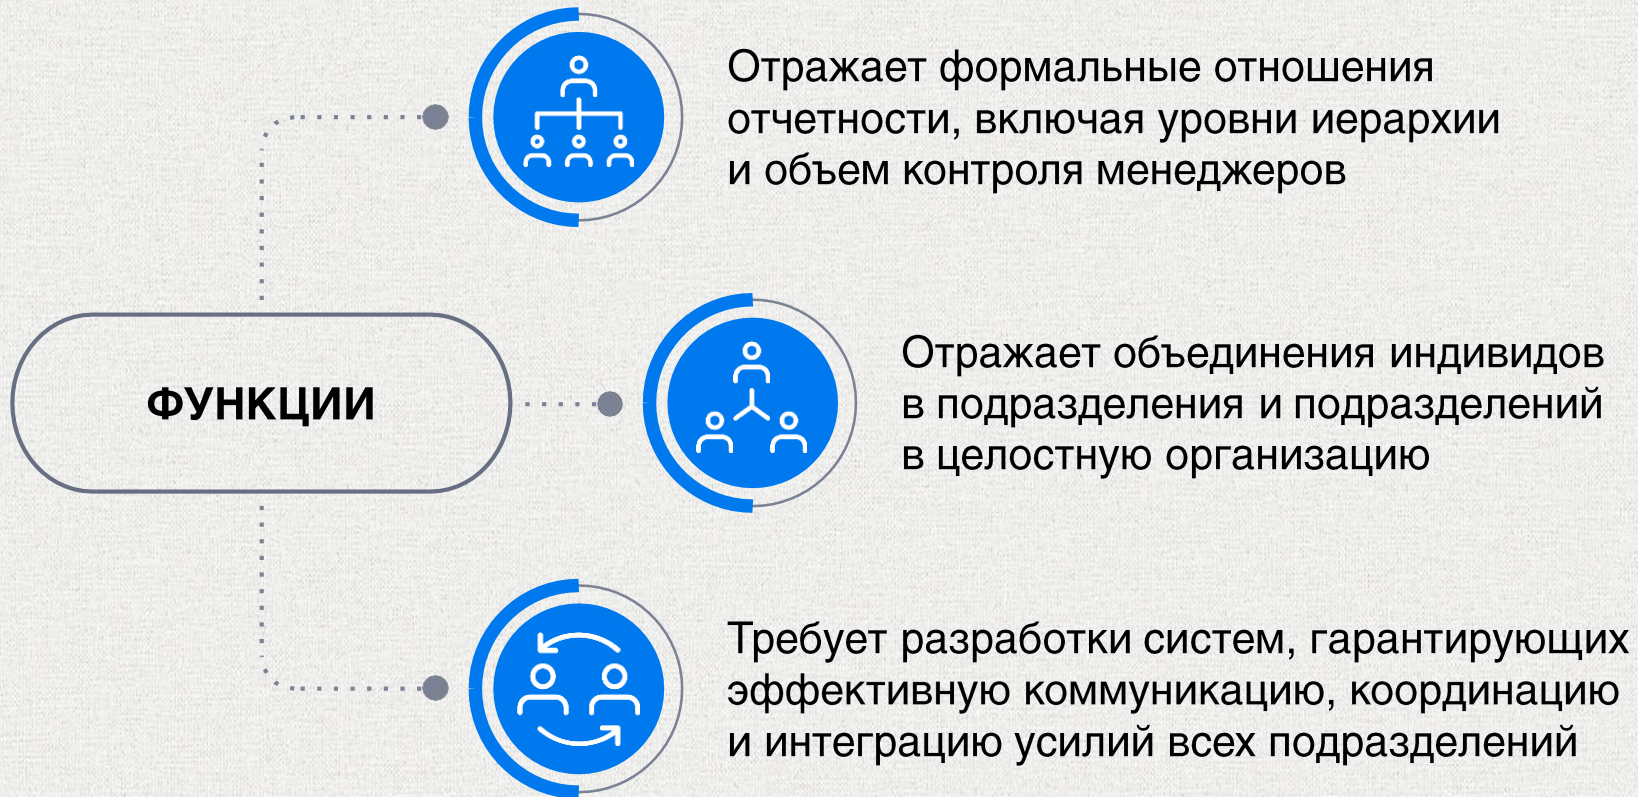 Отражает формальные отношения
отчетности, включая уровни иерархии
и объем контроля менеджеров
ФУНКЦИИ
Отражает объединения индивидов
в подразделения и подразделений
в целостную организацию
Требует разработки систем, гарантирующих
эффективную коммуникацию, координацию
и интеграцию усилий всех подразделений